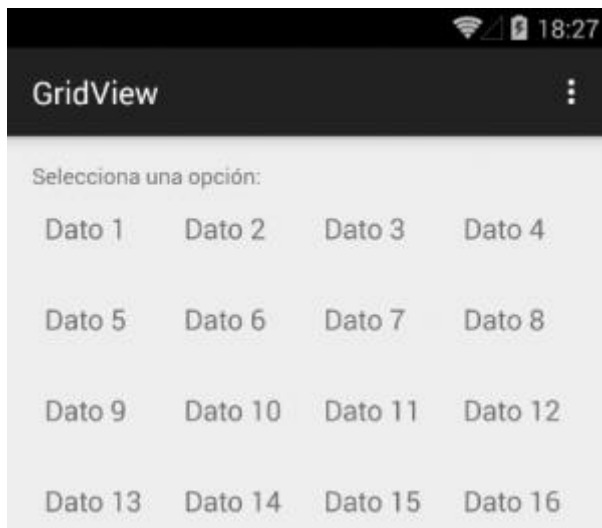 18:27
GridView
Selecciona una opción:
Dato 1 Dato 2 Dato 3 Dato 4
Dato 5 Dato 6 Dato 7 Dato 8
Dato 9 Dato 10 Dato 11 Dato 12
Dato 13 Dato 14 Dato 15 Dato 16